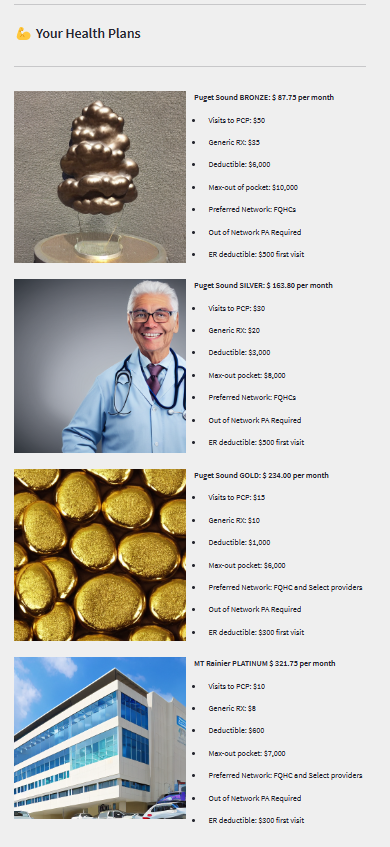 💪 Your Health Plans
Puget Sound BRONZE: $ 87.75 per month
Visits to PCP: $50
Generic RX: $35
Deductible: $6,000
Max-out of pocket: $10,000
Preferred Network: FQHCs
Out of Network PA Required
ER deductible: $500 first visit
Puget Sound SILVER: $ 163.80 per month
Visits to PCP: $30
Generic RX: $20
Deductible: $3,000
Max-out pocket: $8,000
Preferred Network: FQHCs
Out of Network PA Required
ER deductible: $500 first visit
Puget Sound GOLD: $ 234.00 per month
Visits to PCP: $15
Generic RX: $10
Deductible: $1,000
Max-out pocket: $6,000
Preferred Network: FQHC and Select providers
Out of Network PA Required
ER deductible: $300 first visit
MT Rainier PLATINUM $ 321.75 per month
Visits to PCP: $10
Generic RX: $8
Deductible: $600
Max-out pocket: $7,000
Preferred Network: FQHC and Select providers
Out of Network PA Required
ER deductible: $300 first visit